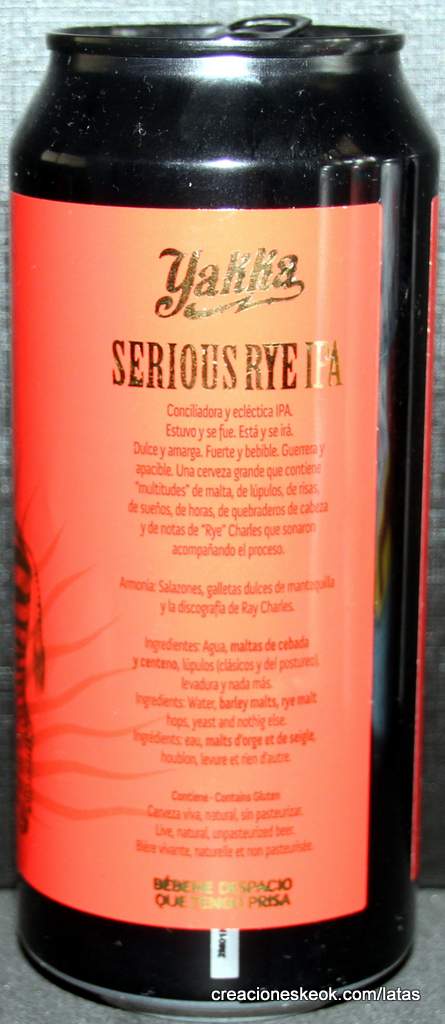 Yakka
SERIOUS RYE IPA
Conciliadora y ecléctica IPA.
Estuvo y se fue. Está y se irá.
Dulce y amarga. Fuerte y bebible. Guerrera y
apacible. Una cerveza grande que contiene
"multitudes" de malta, de lúpulos, de risas,
de sueños, de horas, de quebraderos de cabeza
y de notas de "Rye" Charles que sonaron
acompañando el proceso.
Armonía: Salazones, galletas dulces de mantequilla
y la discografía de Ray Charles.
Ingredientes: Agua, maltas de cebada
y centeno, lúpulos (clásicos y del postureo),
levadura y nada más.
Ingredients: Water, barley malts, rye malt
hops, yeast and nothig else.
Ingrédients: eau, malts d'orge et de seigle,
houblon, levure et rien d'autre.
Contiene - Contains Gluten
Cerveza viva, natural, sin pasteurizar.
Live, natural, unpasteurized beer.
Bière vivante, naturelle et non pasteurisée.
BÉBEME DESPACIO
QUE TENGO PRISA
creacioneskeok.com/latas